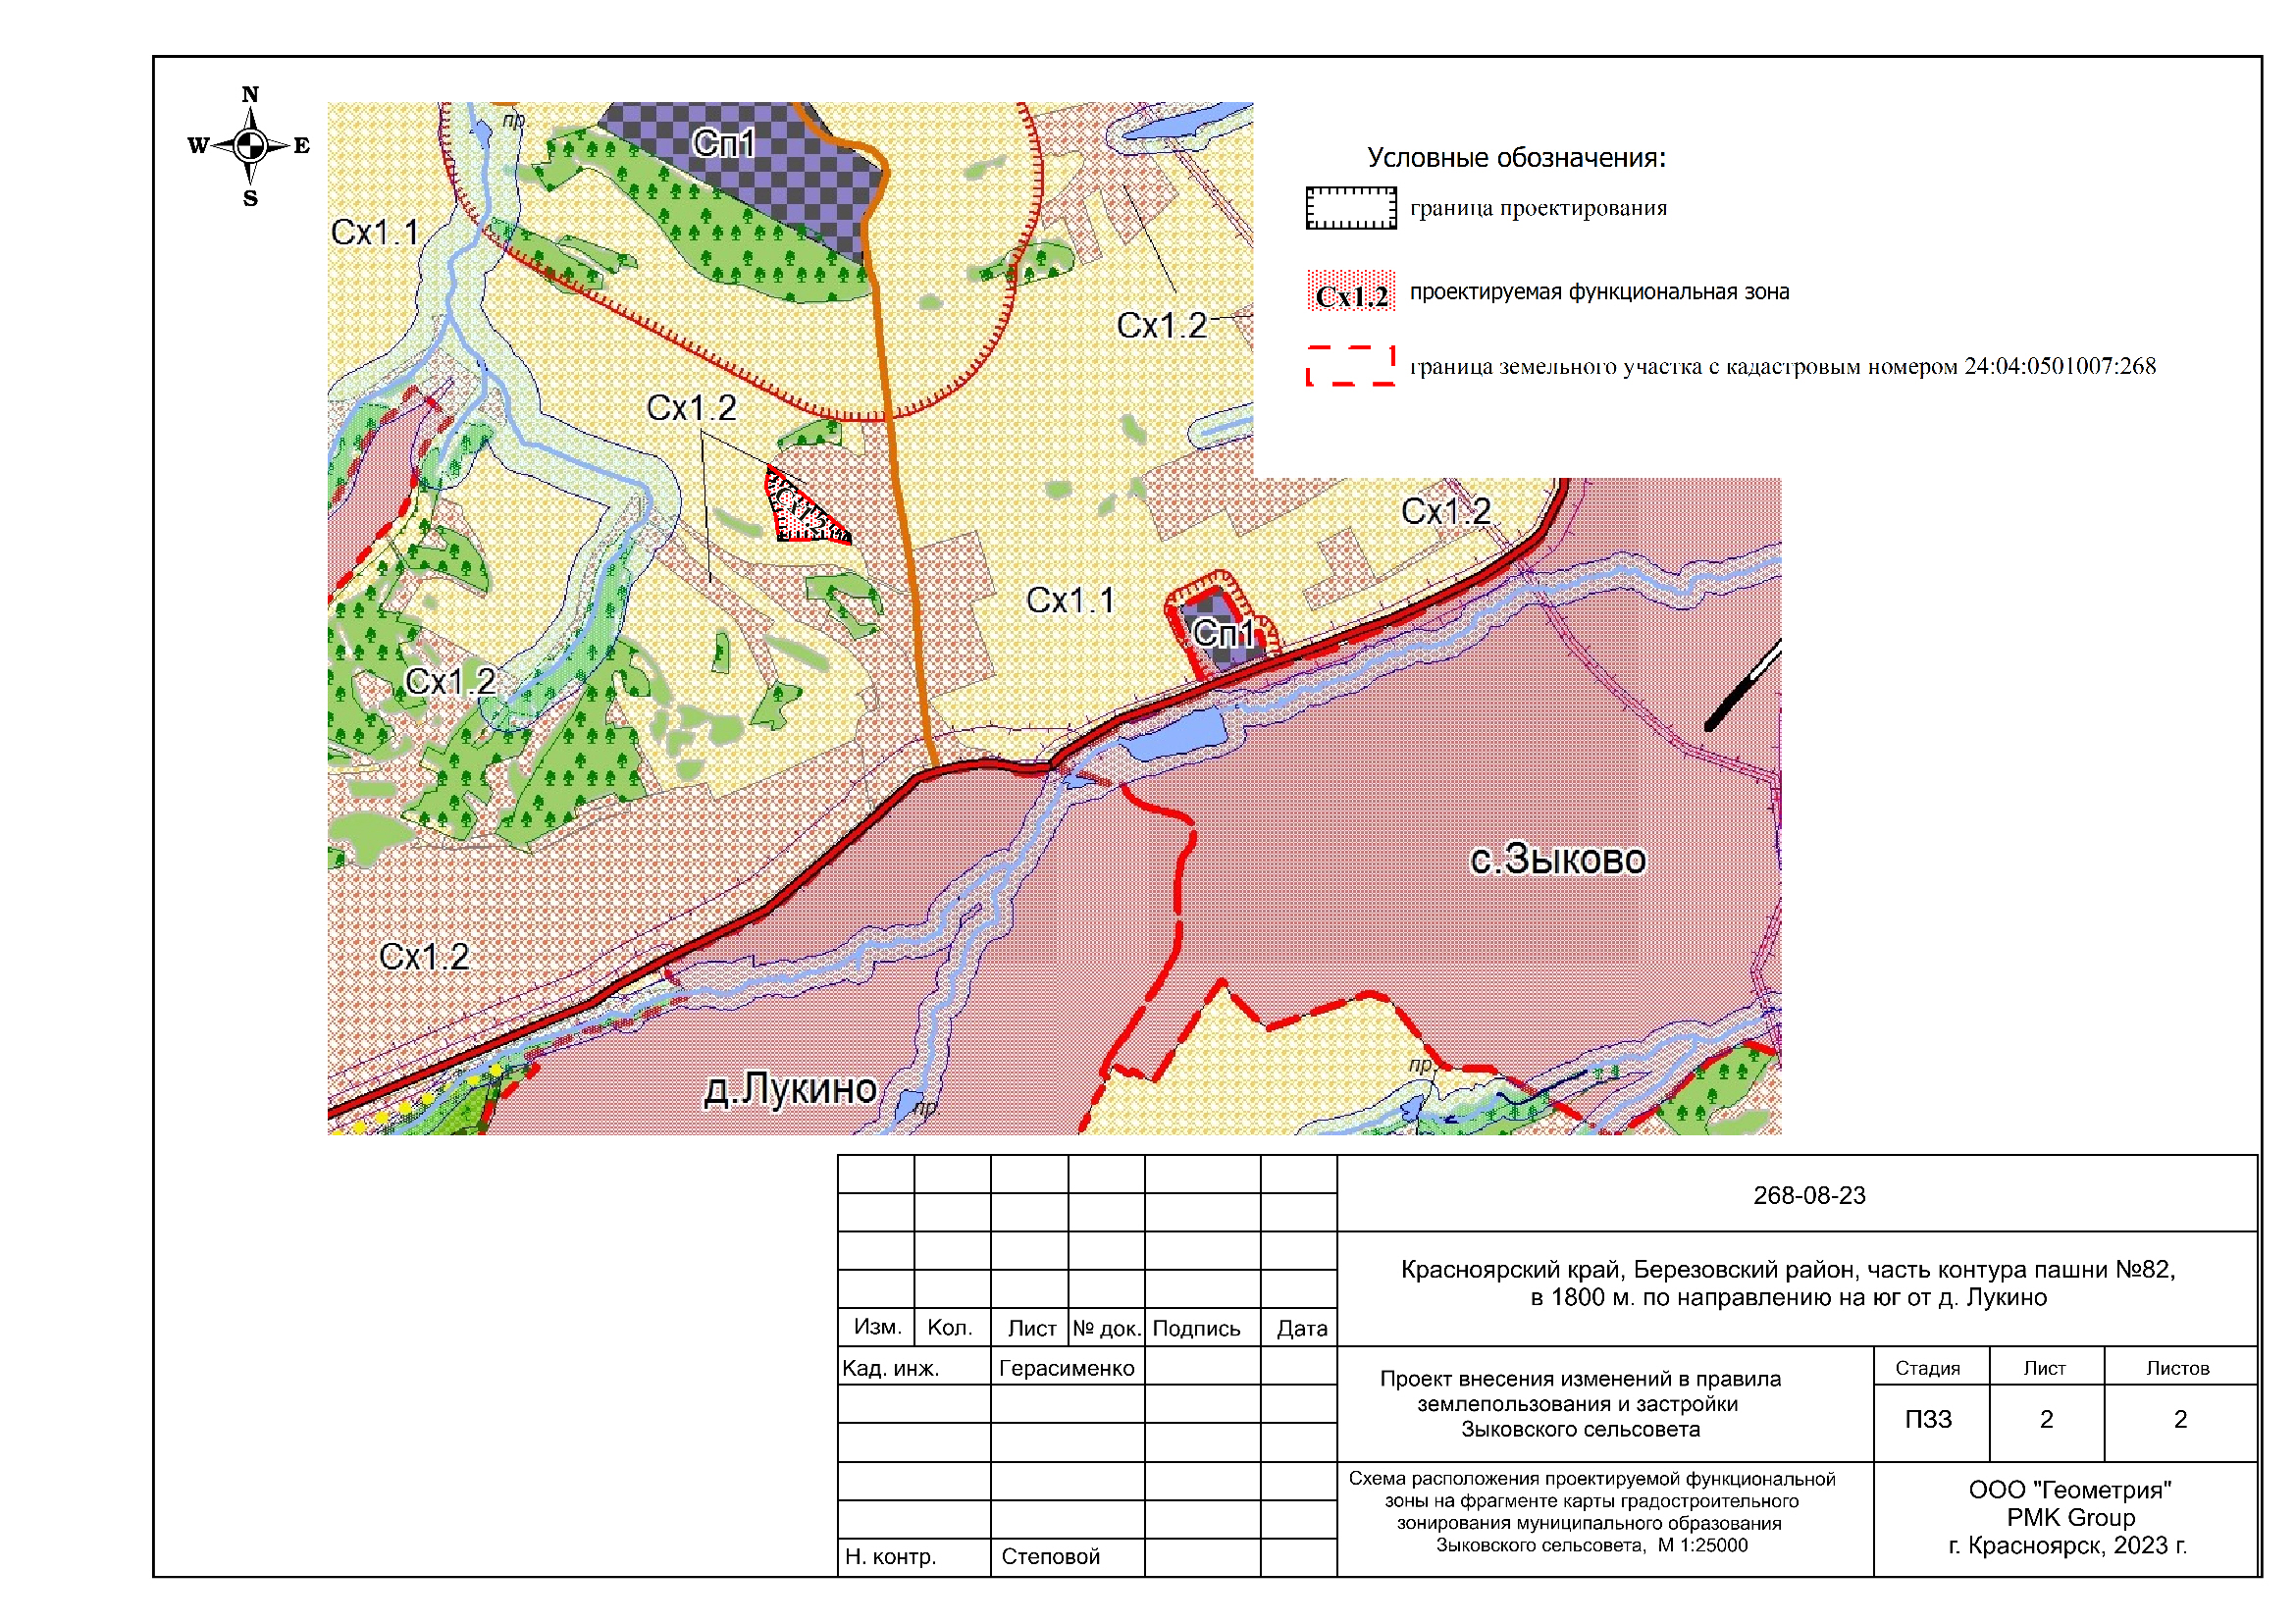 N
W E
S
пр.
Сп1
Сх1.1
Сх1.2
Сх1.2
Сх1.2
Сх1.2
Сх1.1
Сп1
Сх1.2
Сх1.2
с.Зыково
д.Лукино
пр.
пр.
Условные обозначения:
граница проектирования
Сх1.2 проектируемая функциональная зона
граница земельного участка с кадастровым номером 24:04:0501007:268
268-08-23
Красноярский край, Березовский район, часть контура пашни №82,
в 1800 м. по направлению на юг от д. Лукино
Изм. Кол. Лист № док. Подпись Дата
Кад. инж. Герасименко
Проект внесения изменений в правила
землепользования и застройки
Зыковского сельсовета
Стадия Лист Листов
ПЗЗ 2 2
Схема расположения проектируемой функциональной
зоны на фрагменте карты градостроительного
зонирования муниципального образования
Зыковского сельсовета, М 1:25000
ООО "Геометрия"
PMK Group
г. Красноярск, 2023 г.
Н. контр. Степовой